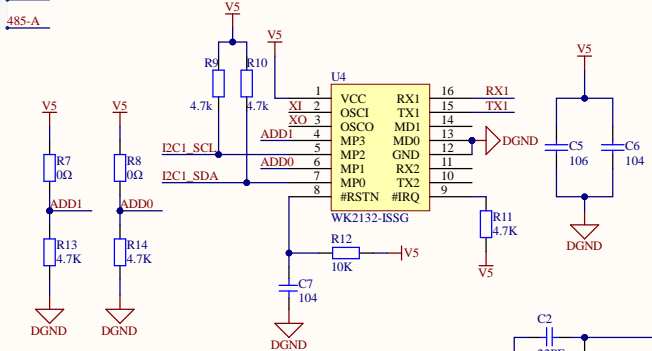 485-A
V5
V5
R9
4.7k
R10
4.7k
I2C1_SCL
I2C1_SDA
XI
XO
ADD1
ADD0
U4
1 VCC RX1 16 RX1
2 OSCI TX1 15 TX1
3 OSCO MD1 14
4 MP3 MD0 13 DGND
5 MP2 GND 12
6 MP1 RX2 11
7 MP0 TX2 10
8 #RSTN #IRQ 9
WK2132-ISSG
V5
R7
0Ω
ADD1
R13
4.7K
DGND
V5
R8
0Ω
ADD0
R14
4.7K
DGND
R12
10K
V5
C7
104
DGND
R11
4.7K
V5
V5
C5
106
C6
104
DGND
C2